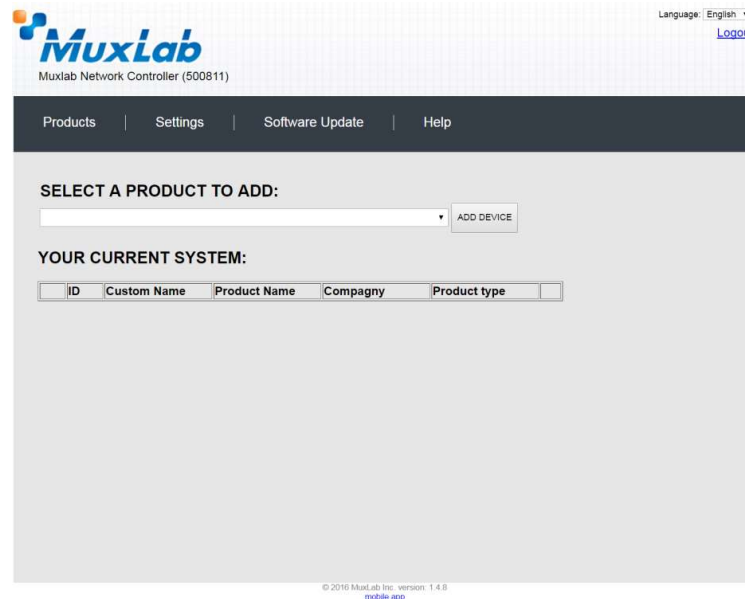 Language: English
Logou
MuxLab
Muxlab Network Controller (500811)
Products | Settings | Software Update | Help
SELECT A PRODUCT TO ADD:
ADD DEVICE
YOUR CURRENT SYSTEM:
ID Custom Name Product Name Compagny Product type
© 2016 MuxLab Inc. version: 1.4.8
mobile app